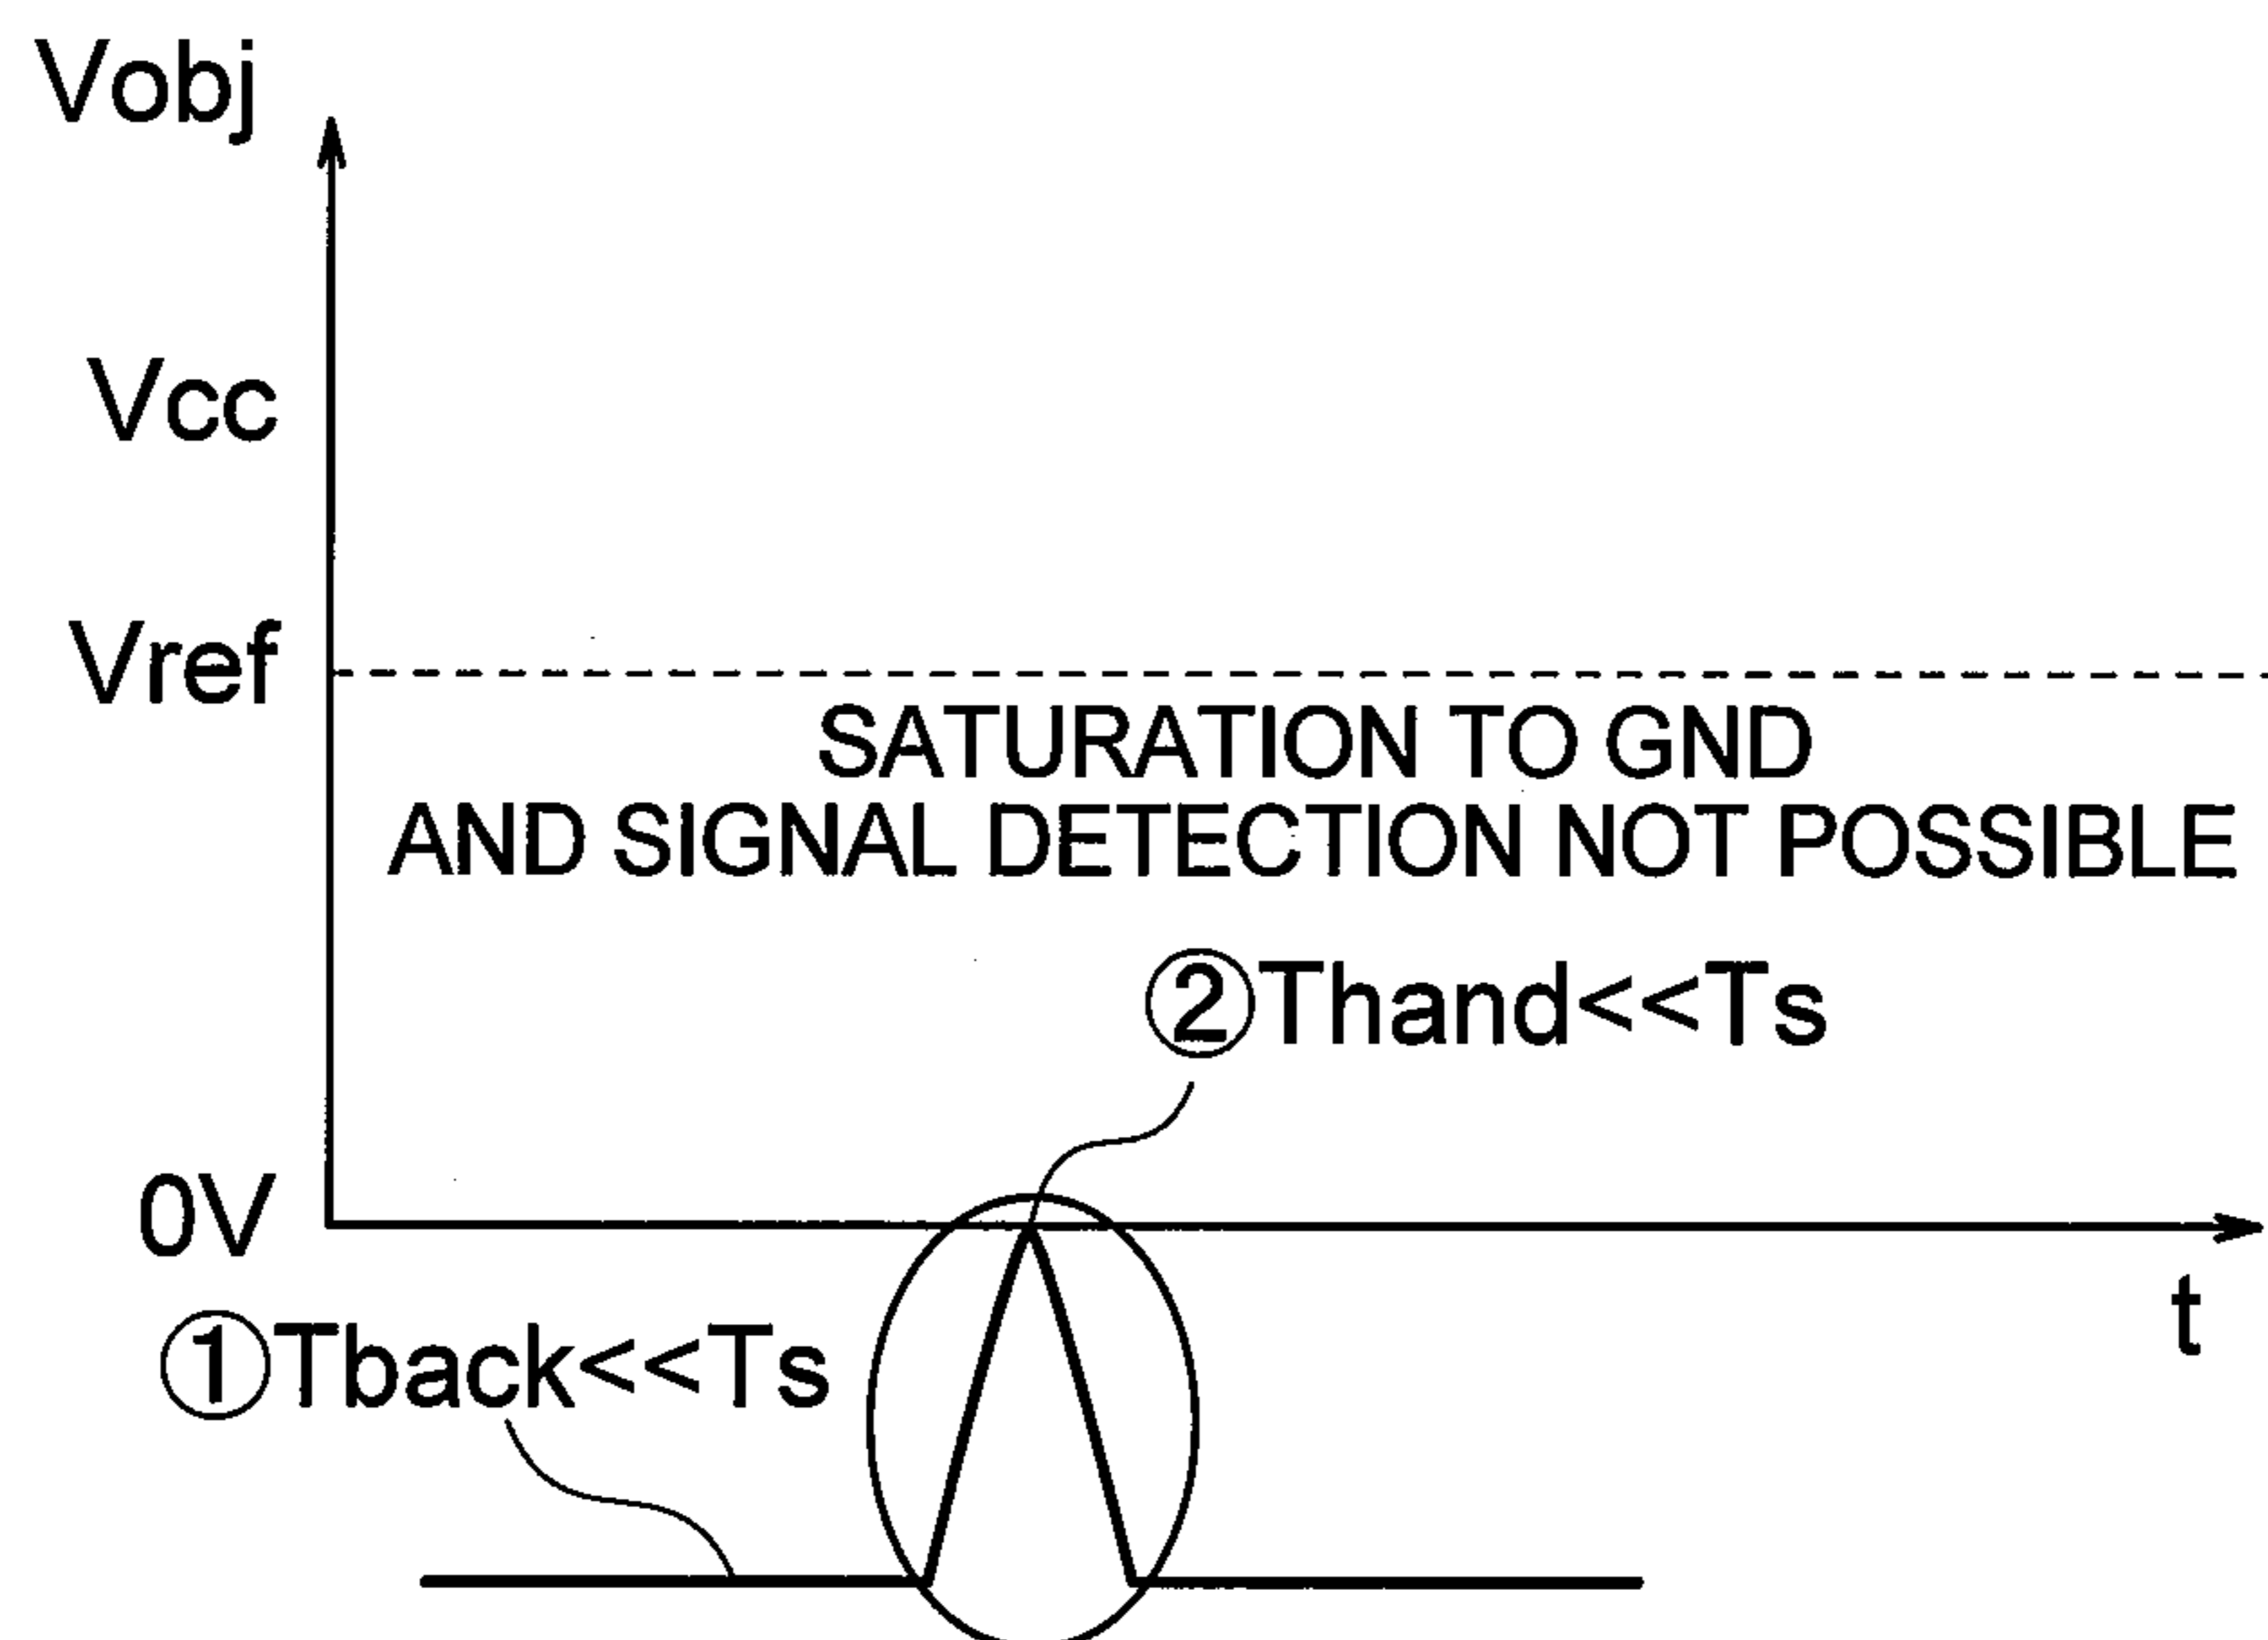 Vobj
Vcc
Vref
SATURATION TO GND
AND SIGNAL DETECTION NOT POSSIBLE
②Thand<<Ts
0V
t
①Tback<<Ts